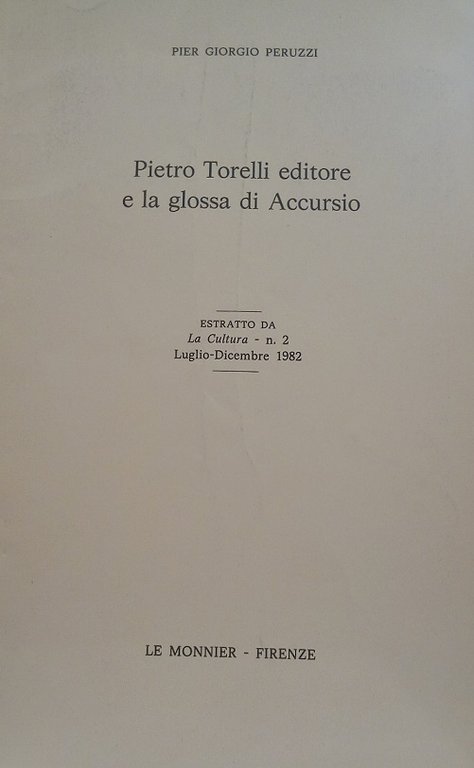 PIER GIORGIO PERUZZI
Pietro Torelli editore
e la glossa di Accursio
ESTRATTO DA
La Cultura - n. 2
Luglio-Dicembre 1982
LE MONNIER - FIRENZE